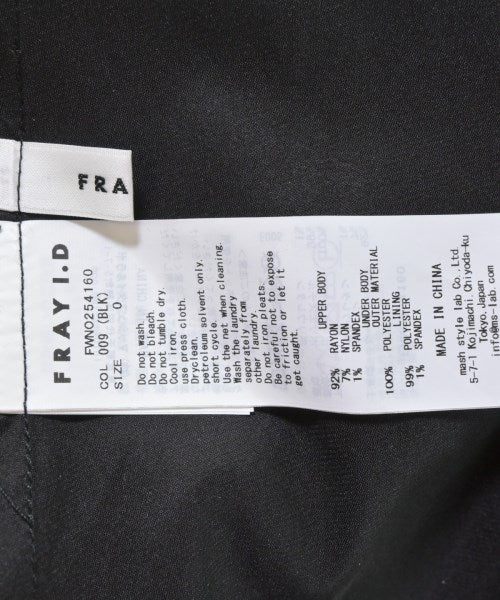 FRA
FRAY I.D
FWNO254160
COL 009 (BLK)
SIZE 0
Do not wash.
Do not bleach.
Do not tumble dry.
Cool iron.
use press cloth.
Dryclean,
petroleum solvent only.
short cycle.
Use the net when cleaning.
Wash the laundry
separately from
other laundry.
Do not iron pleats.
Be careful not to expose
to friction or let it
get caught.
UPPER BODY
92% RAYON
7% NYLON
1% SPANDEX
UNDER BODY
OUTER MATERIAL
100% POLYESTER
LINING
99% POLYESTER
1% SPANDEX
MADE IN CHINA
mash style lab Co.,Ltd.
5-7-1 Kojimachi,Chiyoda-ku
Tokyo,Japan
info@ms-lab.com